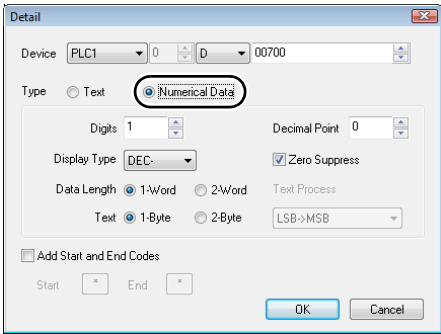 Detail
Device PLC1 0 D 00700
Type Text Numerical Data
Digits 1 Decimal Point 0
Display Type DEC- Zero Suppress
Data Length 1-Word 2-Word Text Process
Text 1-Byte 2-Byte LSB->MSB
Add Start and End Codes
Start * End *
OK Cancel